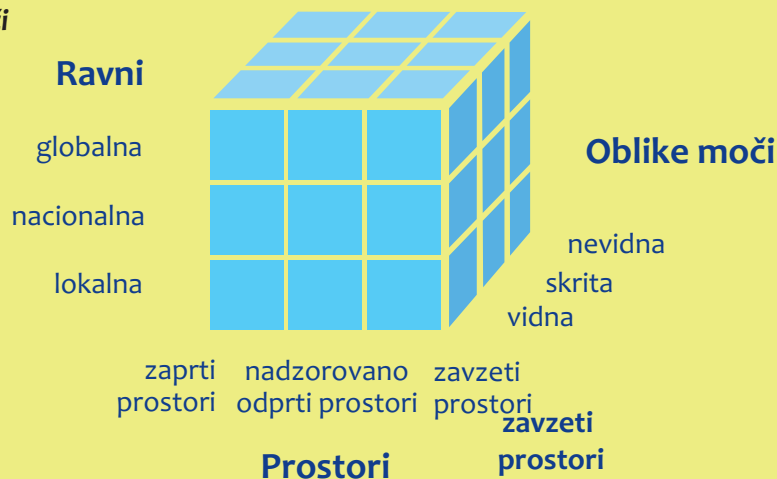 Ravni
globalna
nacionalna
lokalna
Oblike moči
nevidna
skrita
vidna
zaprti
prostori
nadzorovano
odprti prostori
zavzeti
prostori
zavzeti
prostori
Prostori